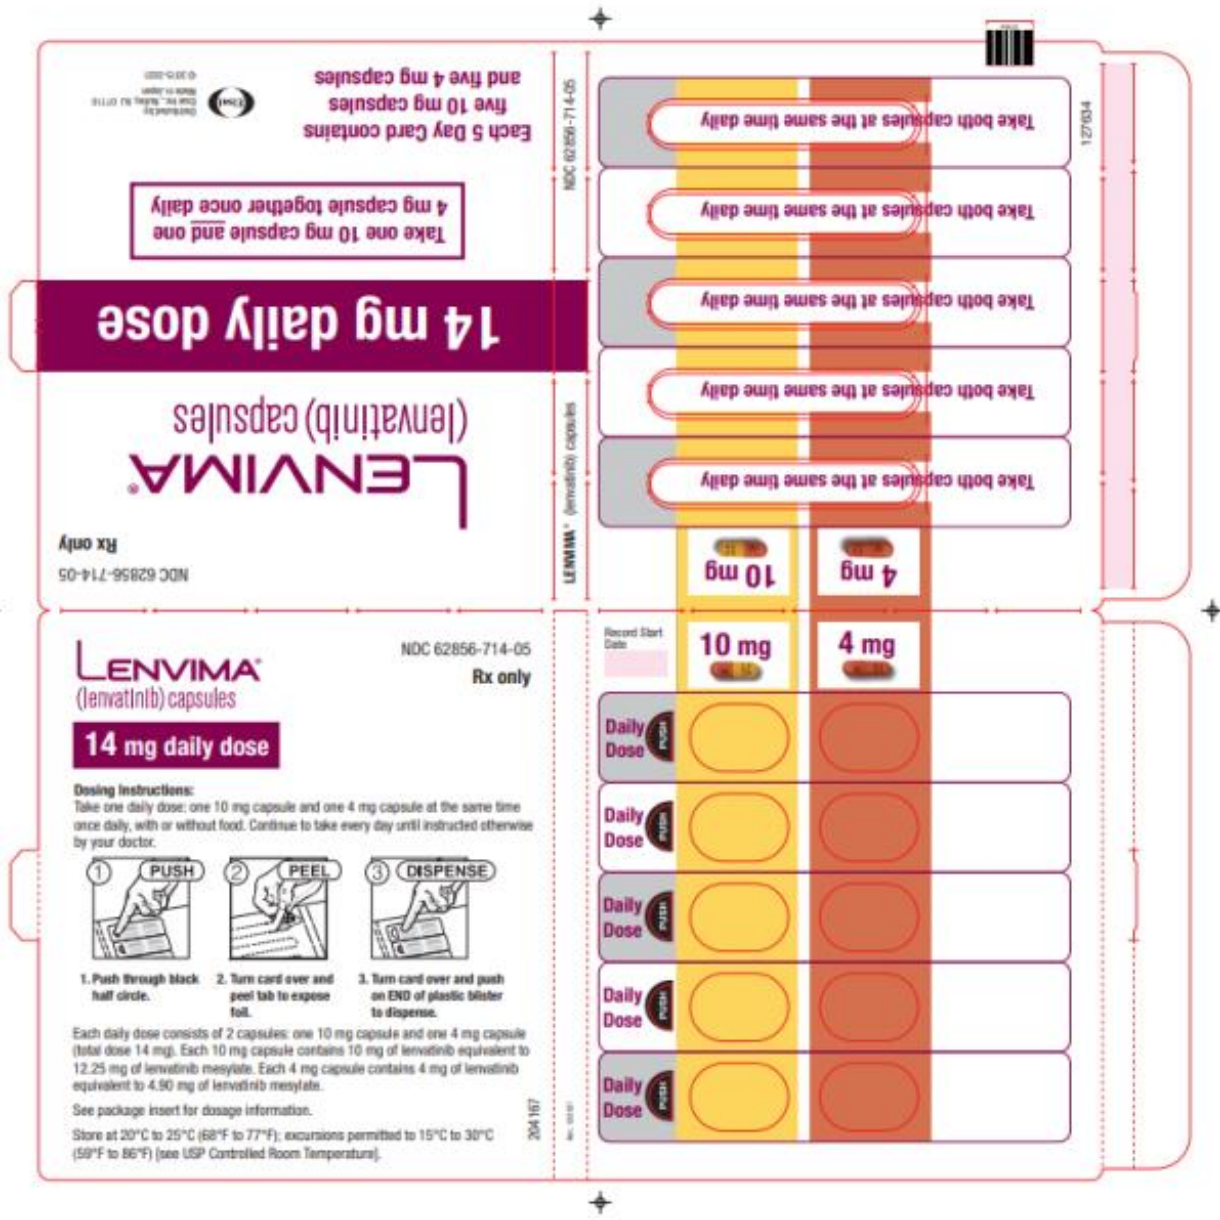 Distributed by:
Eisai Inc., Nutley, NJ 07110
Made in Japan
Eisai
Each 5 Day Card contains
five 10 mg capsules
and five 4 mg capsules
Take one 10 mg capsule and one
4 mg capsule together once daily
14 mg daily dose
LENVIMA®
(lenvatinib) capsules
Rx only
NDC 62856-714-05
NDC 62856-714-05
LENVIMA® (lenvatinib) capsules
127634
Take both capsules at the same time daily
Take both capsules at the same time daily
Take both capsules at the same time daily
Take both capsules at the same time daily
Take both capsules at the same time daily
10 mg
4 mg
LENVIMA®
(lenvatinib) capsules
NDC 62856-714-05
Rx only
14 mg daily dose
Dosing Instructions:
Take one daily dose: one 10 mg capsule and one 4 mg capsule at the same time
once daily, with or without food. Continue to take every day until instructed otherwise
by your doctor.
1 PUSH
2 PEEL
3 DISPENSE
1. Push through black
half circle.
2. Turn card over and
peel tab to expose
foil.
3. Turn card over and push
on END of plastic blister
to dispense.
Each daily dose consists of 2 capsules: one 10 mg capsule and one 4 mg capsule
(total dose 14 mg). Each 10 mg capsule contains 10 mg of lenvatinib equivalent to
12.25 mg of lenvatinib mesylate. Each 4 mg capsule contains 4 mg of lenvatinib
equivalent to 4.90 mg of lenvatinib mesylate.
See package insert for dosage information.
Store at 20°C to 25°C (68°F to 77°F); excursions permitted to 15°C to 30°C
(59°F to 86°F) [see USP Controlled Room Temperature].
204167
Record Start
Date
10 mg
4 mg
Daily
Dose
PUSH
Daily
Dose
PUSH
Daily
Dose
PUSH
Daily
Dose
PUSH
Daily
Dose
PUSH